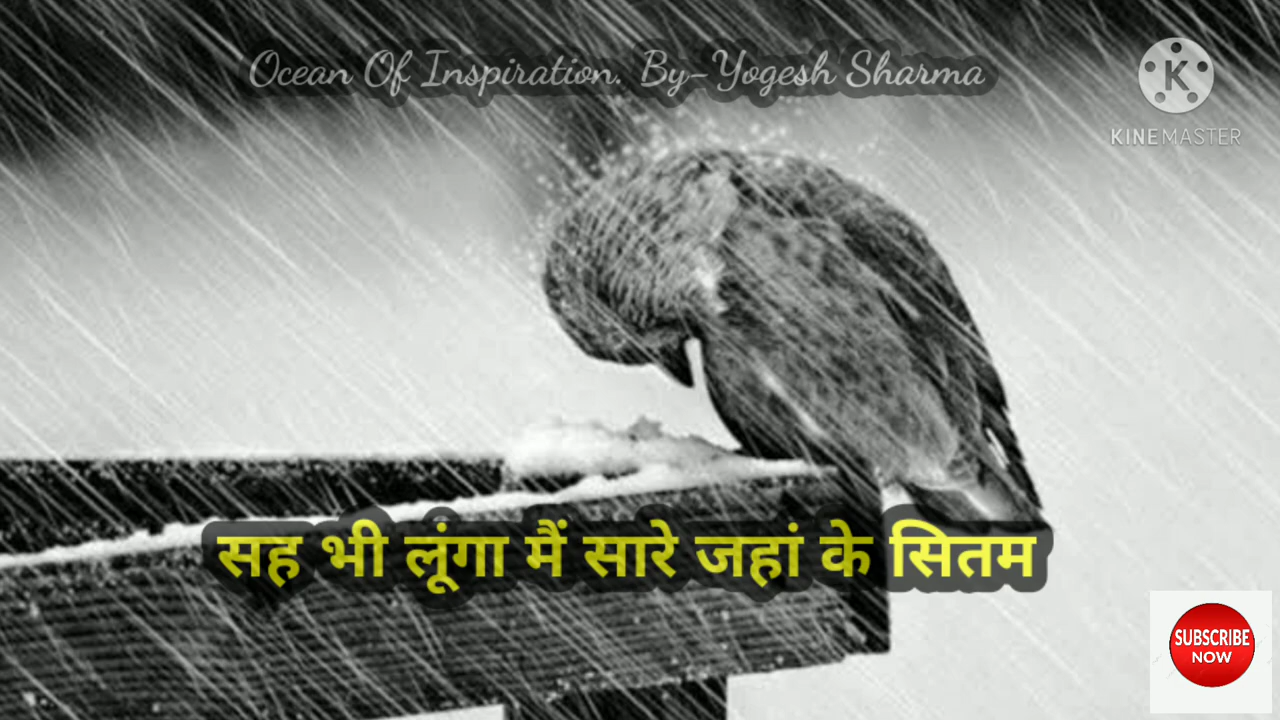 Ocean Of Inspiration. By-Yogesh Sharma
K
KINEMASTER
सह भी लूंगा मैं सारे जहां के सितम
SUBSCRIBE
NOW